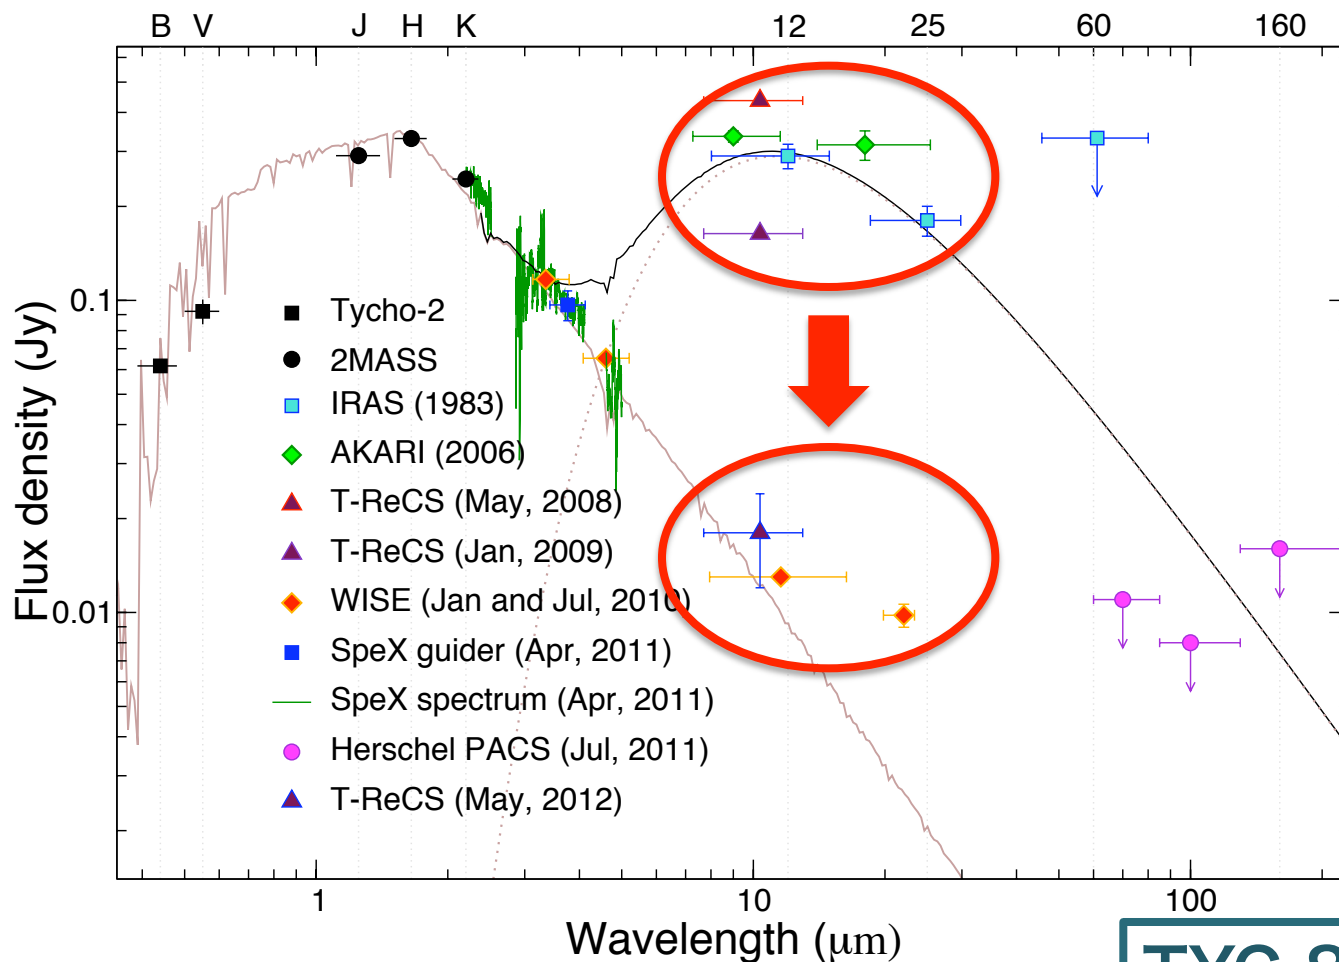 B V J H K 12 25 60 160
Flux density (Jy)
0.1
0.01
Tycho-2
2MASS
IRAS (1983)
AKARI (2006)
T-ReCS (May, 2008)
T-ReCS (Jan, 2009)
WISE (Jan and Jul, 2010)
SpeX guider (Apr, 2011)
SpeX spectrum (Apr, 2011)
Herschel PACS (Jul, 2011)
T-ReCS (May, 2012)
1 10 100
Wavelength (μm)
TYC 8